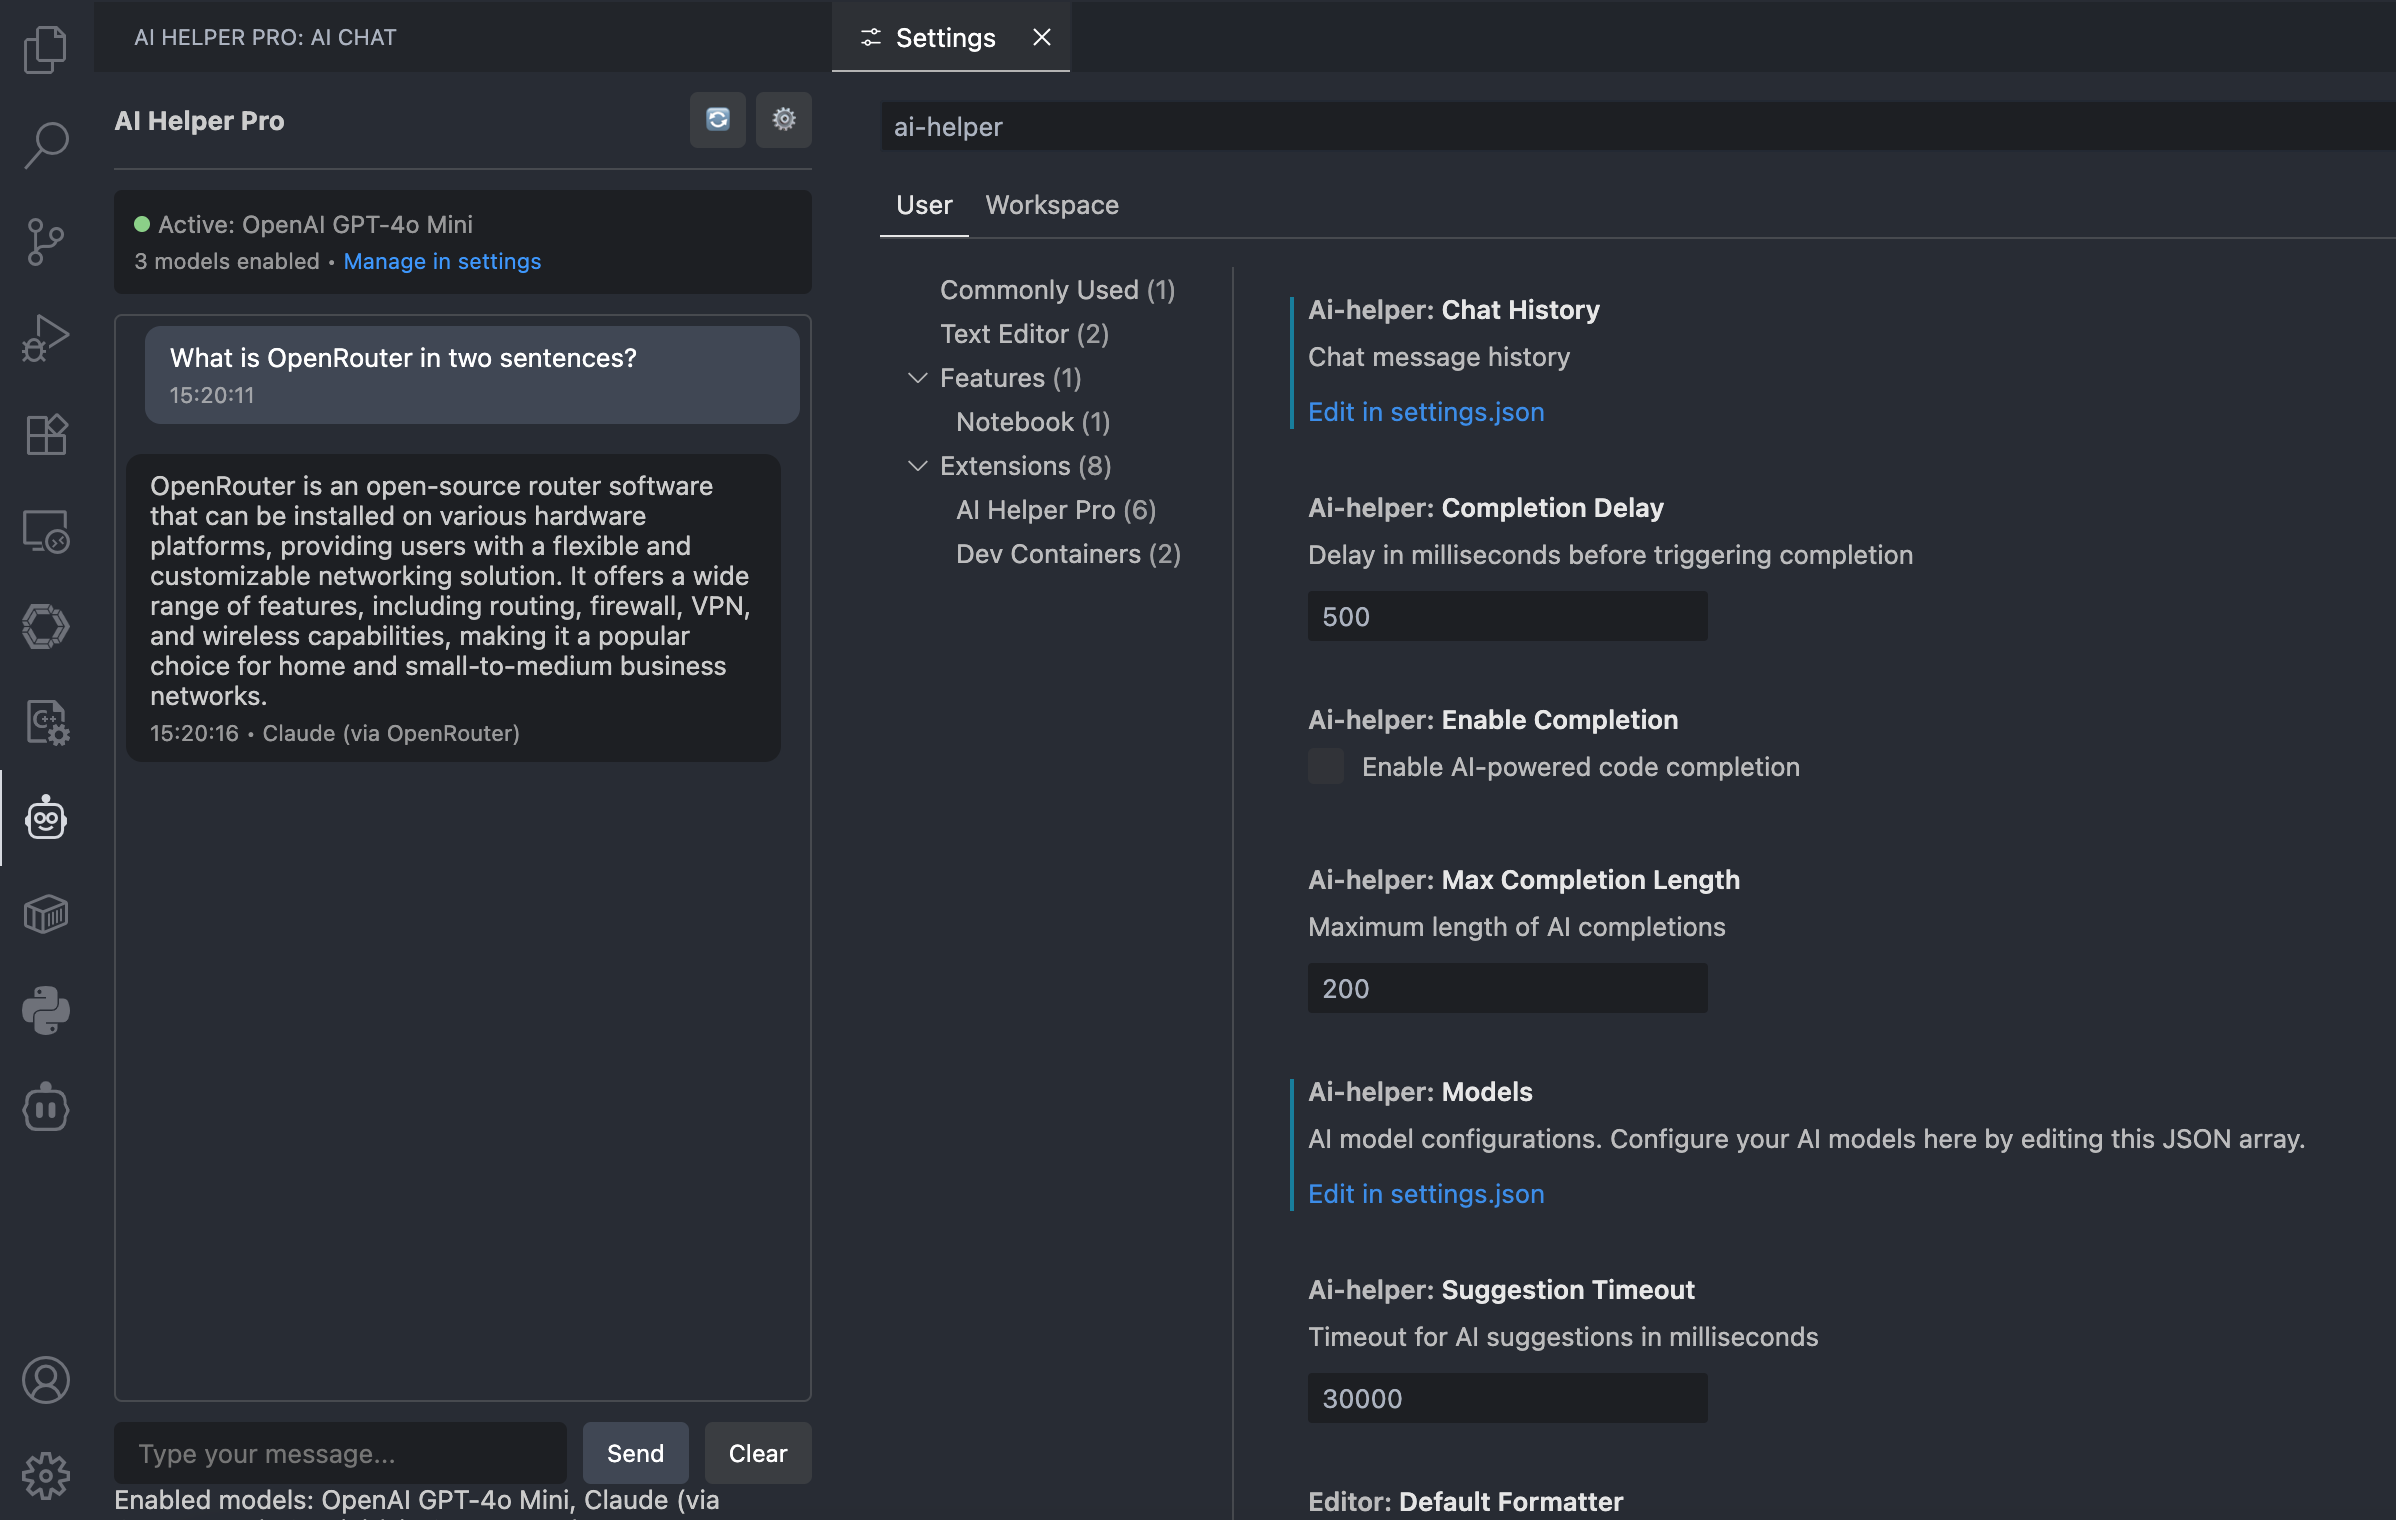 AI HELPER PRO: AI CHAT
AI Helper Pro
Active: OpenAI GPT-4o Mini
3 models enabled • Manage in settings
What is OpenRouter in two sentences?
15:20:11
OpenRouter is an open-source router software
that can be installed on various hardware
platforms, providing users with a flexible and
customizable networking solution. It offers a wide
range of features, including routing, firewall, VPN,
and wireless capabilities, making it a popular
choice for home and small-to-medium business
networks.
15:20:16 • Claude (via OpenRouter)
Type your message...
Send
Clear
Enabled models: OpenAI GPT-4o Mini, Claude (via
Settings
ai-helper
User
Workspace
Commonly Used (1)
Text Editor (2)
Features (1)
Notebook (1)
Extensions (8)
AI Helper Pro (6)
Dev Containers (2)
Ai-helper: Chat History
Chat message history
Edit in settings.json
Ai-helper: Completion Delay
Delay in milliseconds before triggering completion
500
Ai-helper: Enable Completion
Enable AI-powered code completion
Ai-helper: Max Completion Length
Maximum length of AI completions
200
Ai-helper: Models
AI model configurations. Configure your AI models here by editing this JSON array.
Edit in settings.json
Ai-helper: Suggestion Timeout
Timeout for AI suggestions in milliseconds
30000
Editor: Default Formatter